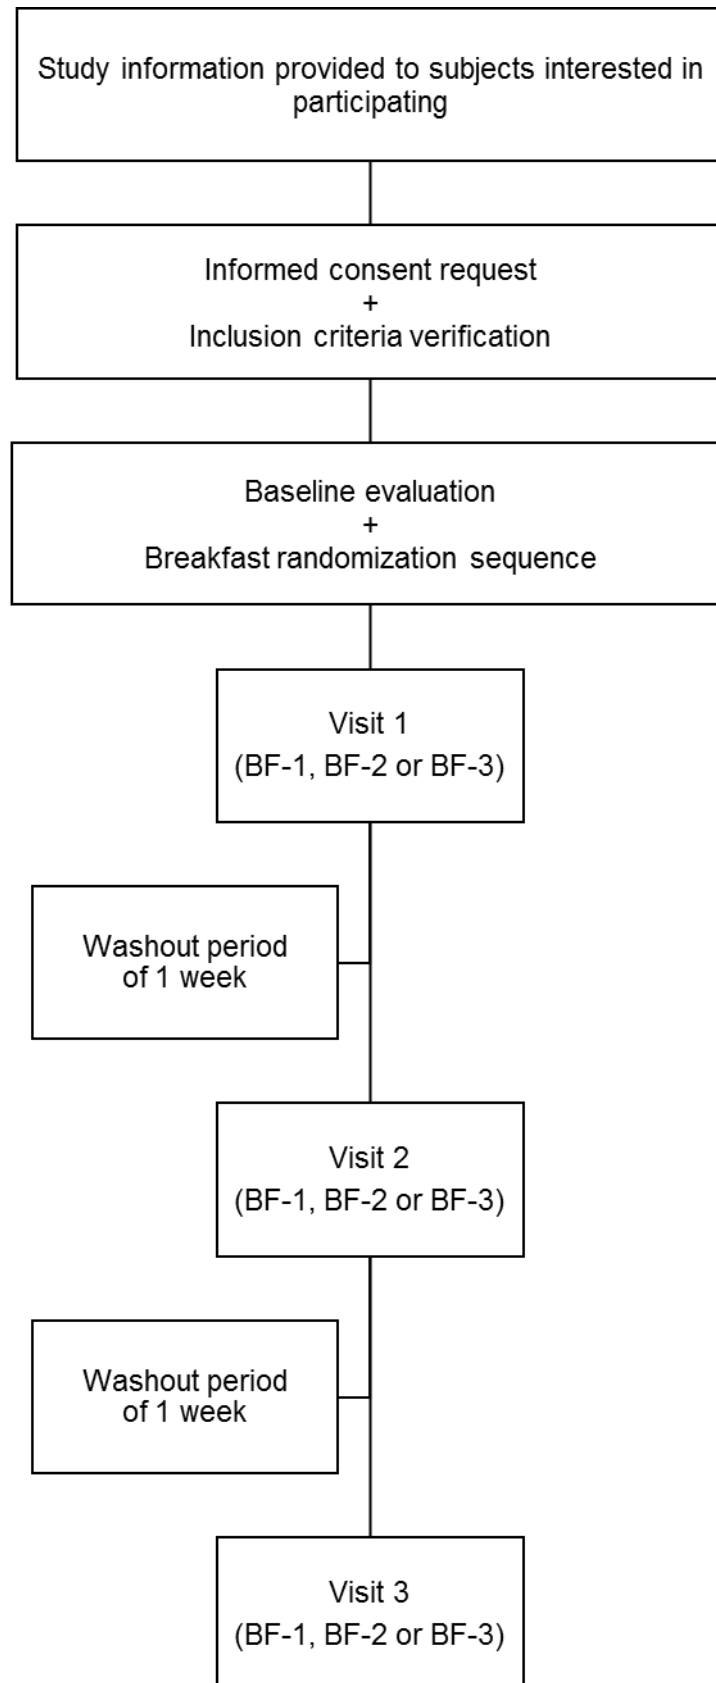 Study information provided to subjects interested in
participating
Informed consent request
+
Inclusion criteria verification
Baseline evaluation
+
Breakfast randomization sequence
Visit 1
(BF-1, BF-2 or BF-3)
Washout period
of 1 week
Visit 2
(BF-1, BF-2 or BF-3)
Washout period
of 1 week
Visit 3
(BF-1, BF-2 or BF-3)